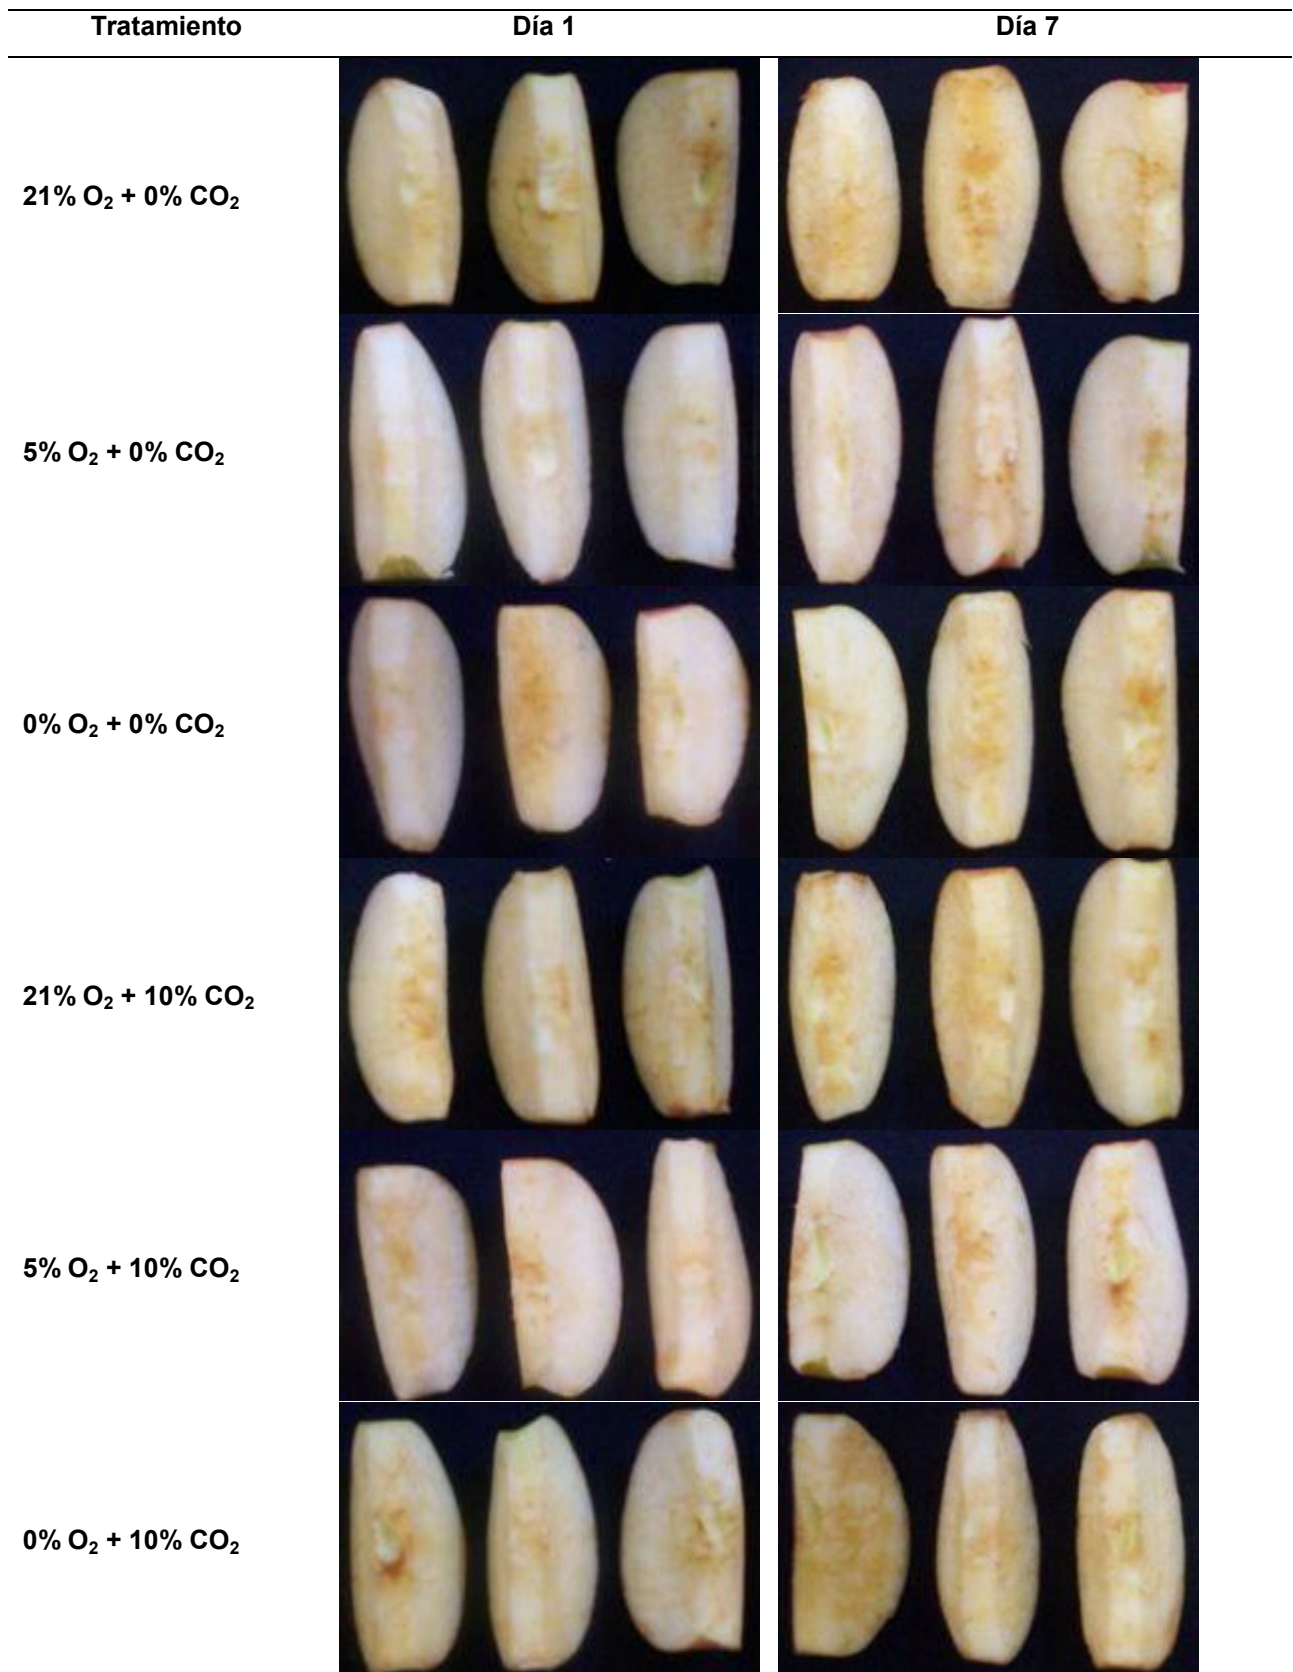 Tratamiento Día 1 Día 7
21% O₂ + 0% CO₂
5% O₂ + 0% CO₂
0% O₂ + 0% CO₂
21% O₂ + 10% CO₂
5% O₂ + 10% CO₂
0% O₂ + 10% CO₂